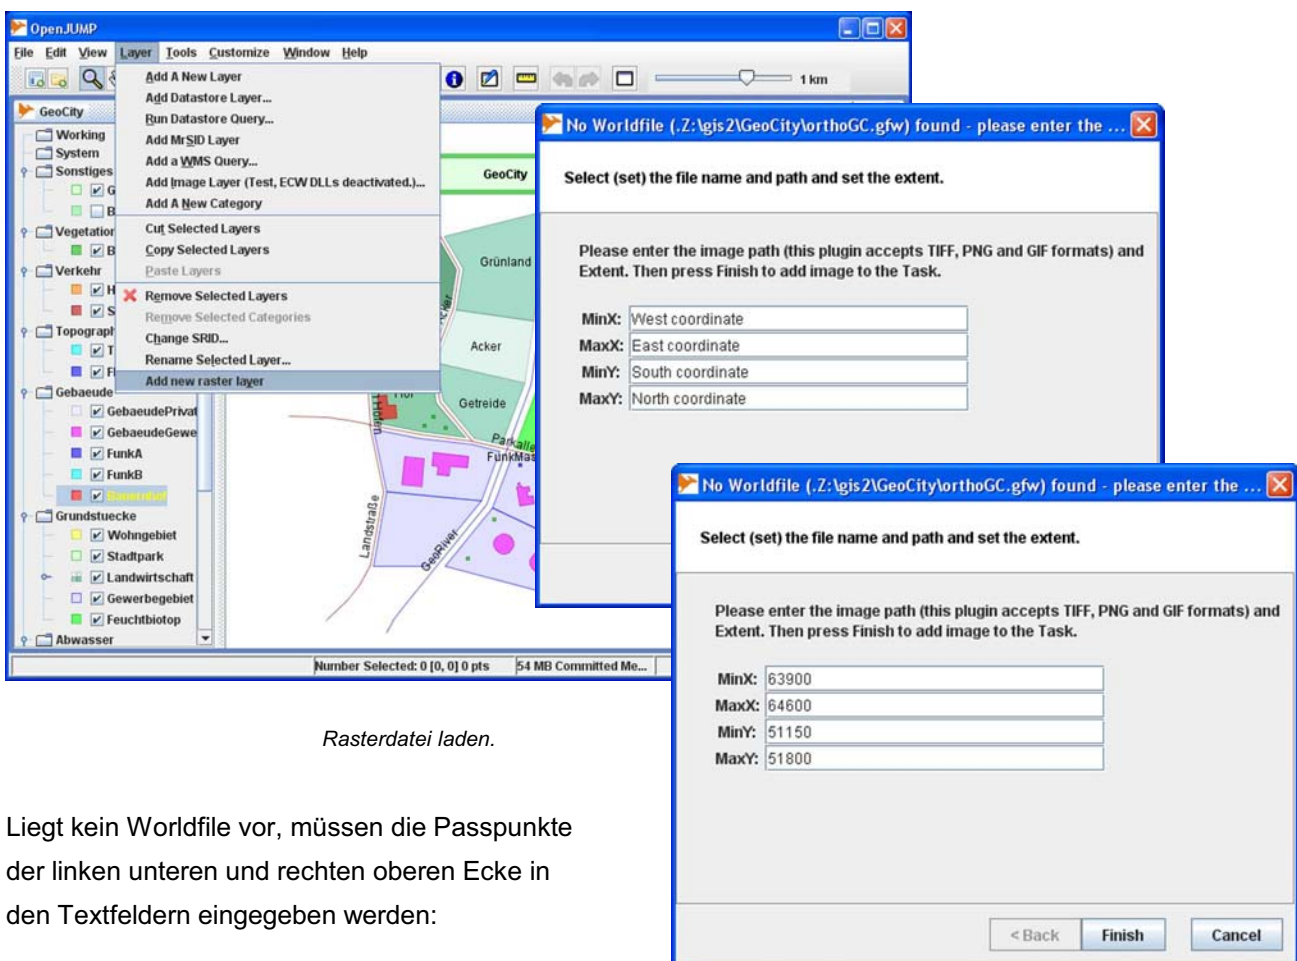 OpenJUMP
File Edit View Layer Tools Customize Window Help
1 km
GeoCity
Working
System
Sonstiges
G
B
Vegetation
B
Verkehr
H
S
Topograph
T
Fl
Gebaeude
GebaeudePrivat
GebaeudeGewe
FunkA
FunkB
Bauernhof
Grundstuecke
Wohngebiet
Stadtpark
Landwirtschaft
Gewerbegebiet
Feuchtbiotop
Abwasser
Add A New Layer
Add Datastore Layer...
Run Datastore Query...
Add MrSID Layer
Add a WMS Query...
Add Image Layer (Test, ECW DLLs deactivated.)...
Add A New Category
Cut Selected Layers
Copy Selected Layers
Paste Layers
Remove Selected Layers
Remove Selected Categories
Change SRID...
Rename Selected Layer...
Add new raster layer
GeoCity
Grünland
Acker
Getreide
Parkalle
FunkMas
Landstraße
GeoRiver
Number Selected: 0 [0, 0] 0 pts
54 MB Committed Me...
No Worldfile (.Z:\gis2\GeoCity\orthoGC.gfw) found - please enter the ...
Select (set) the file name and path and set the extent.
Please enter the image path (this plugin accepts TIFF, PNG and GIF formats) and
Extent. Then press Finish to add image to the Task.
MinX: West coordinate
MaxX: East coordinate
MinY: South coordinate
MaxY: North coordinate
No Worldfile (.Z:\gis2\GeoCity\orthoGC.gfw) found - please enter the ...
Select (set) the file name and path and set the extent.
Please enter the image path (this plugin accepts TIFF, PNG and GIF formats) and
Extent. Then press Finish to add image to the Task.
MinX: 63900
MaxX: 64600
MinY: 51150
MaxY: 51800
< Back Finish Cancel
Rasterdatei laden.
Liegt kein Worldfile vor, müssen die Passpunkte
der linken unteren und rechten oberen Ecke in
den Textfeldern eingegeben werden: